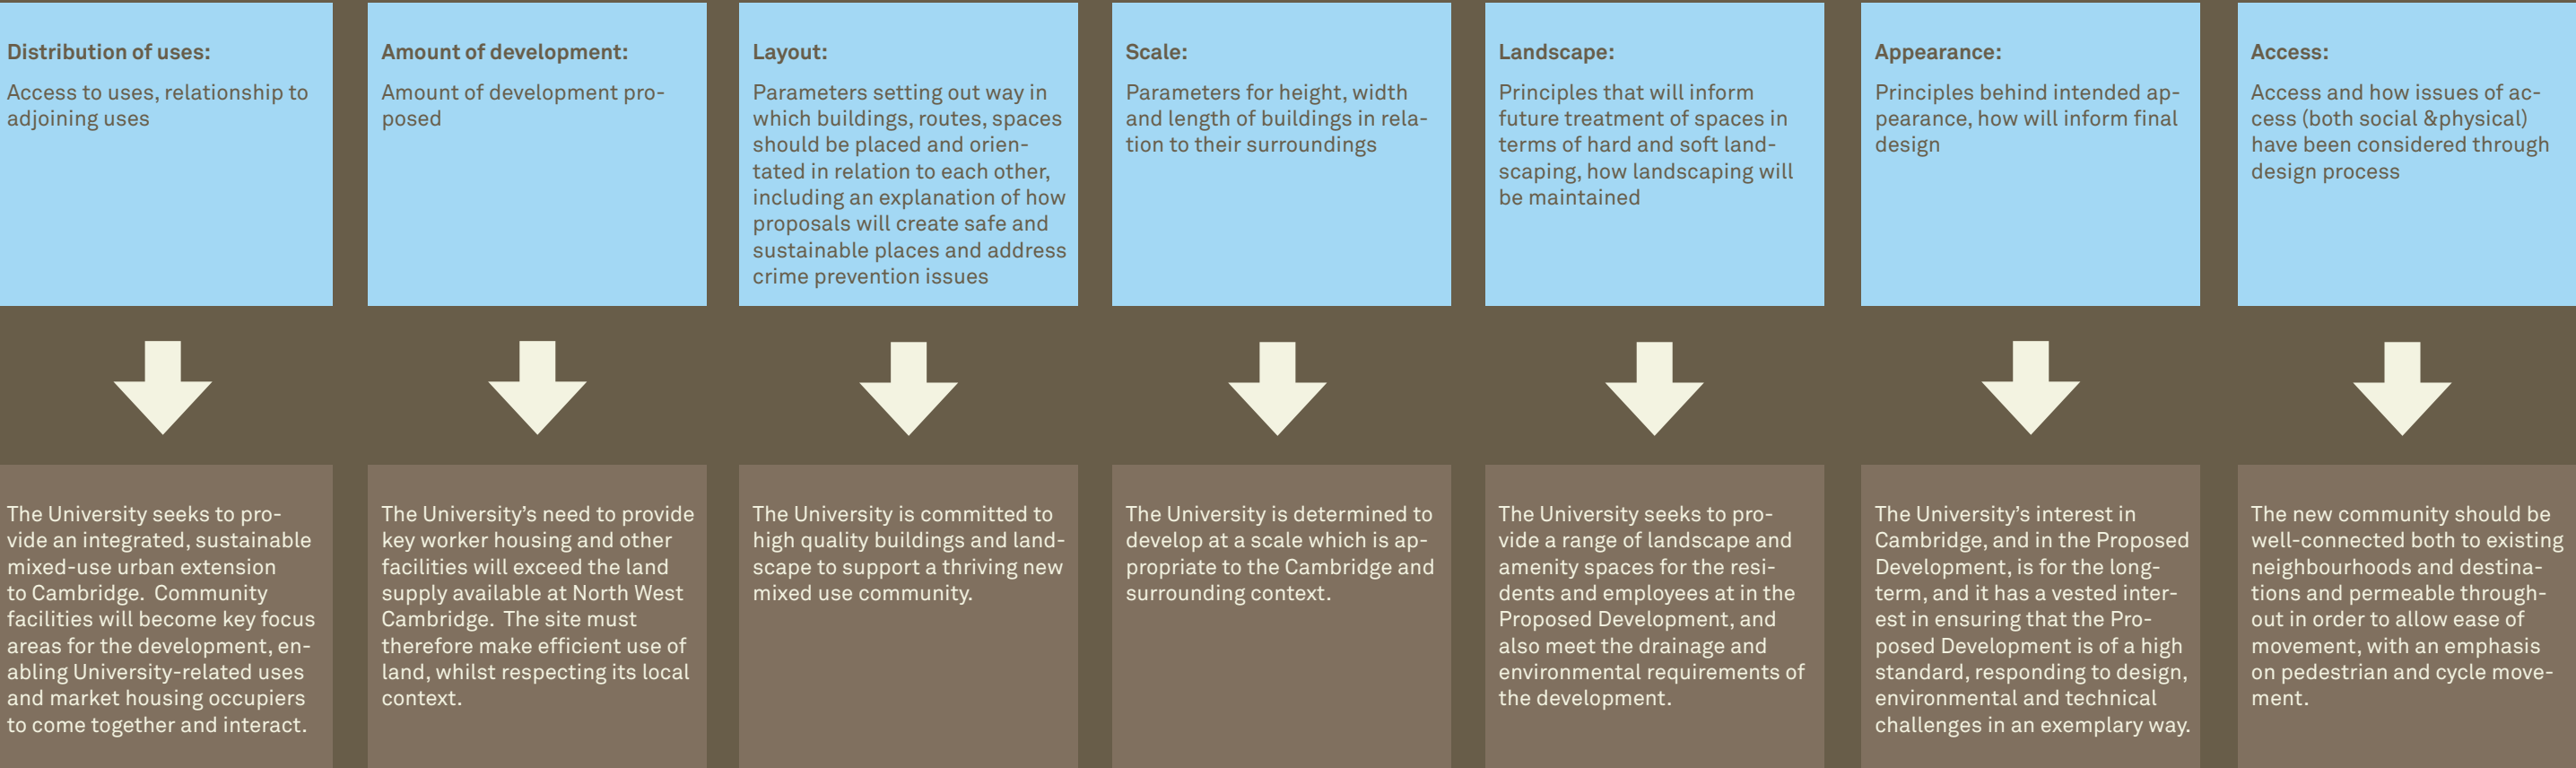 Distribution of uses:
Access to uses, relationship to
adjoining uses
Amount of development:
Amount of development pro-
posed
Layout:
Parameters setting out way in
which buildings, routes, spaces
should be placed and orien-
tated in relation to each other,
including an explanation of how
proposals will create safe and
sustainable places and address
crime prevention issues
Scale:
Parameters for height, width
and length of buildings in rela-
tion to their surroundings
Landscape:
Principles that will inform
future treatment of spaces in
terms of hard and soft land-
scaping, how landscaping will
be maintained
Appearance:
Principles behind intended ap-
pearance, how will inform final
design
Access:
Access and how issues of ac-
cess (both social &physical)
have been considered through
design process
The University seeks to pro-
vide an integrated, sustainable
mixed-use urban extension
to Cambridge.  Community
facilities will become key focus
areas for the development, en-
abling University-related uses
and market housing occupiers
to come together and interact.
The University's need to provide
key worker housing and other
facilities will exceed the land
supply available at North West
Cambridge.  The site must
therefore make efficient use of
land, whilst respecting its local
context.
The University is committed to
high quality buildings and land-
scape to support a thriving new
mixed use community.
The University is determined to
develop at a scale which is ap-
propriate to the Cambridge and
surrounding context.
The University seeks to pro-
vide a range of landscape and
amenity spaces for the resi-
dents and employees at in the
Proposed Development, and
also meet the drainage and
environmental requirements of
the development.
The University's interest in
Cambridge, and in the Proposed
Development, is for the long-
term, and it has a vested inter-
est in ensuring that the Pro-
posed Development is of a high
standard, responding to design,
environmental and technical
challenges in an exemplary way.
The new community should be
well-connected both to existing
neighbourhoods and destina-
tions and permeable through-
out in order to allow ease of
movement, with an emphasis
on pedestrian and cycle move-
ment.